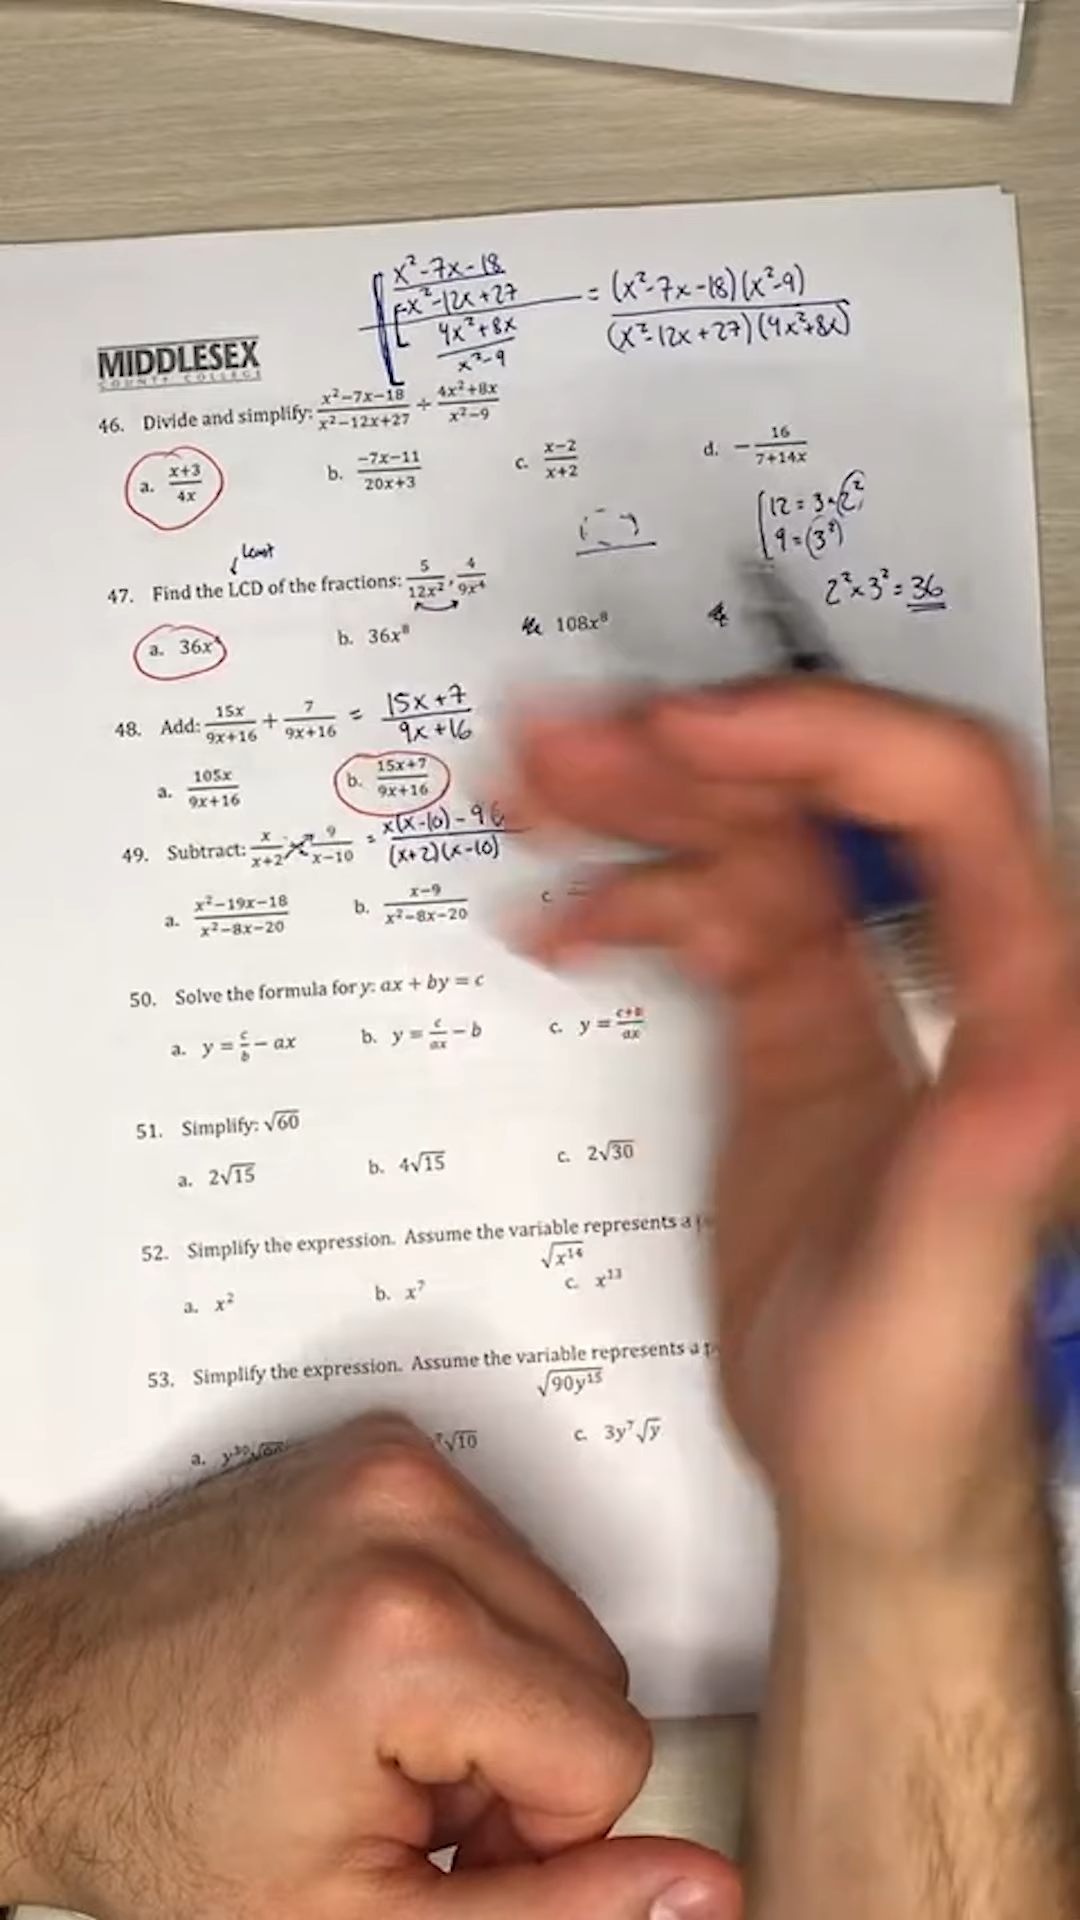 x²-7x-18
x²-12x+27
4x²+8x
x²-9
= (x²-7x-18)(x²-9)
(x²-12x+27)(4x²+8x)
MIDDLESEX
COUNTY COLLEGE
46. Divide and simplify: x²−7x−18 / x²−12x+27 ÷ 4x²+8x / x²−9
a. x+3 / 4x b. −7x−11 / 20x+3 c. x−2 / x+2 d. − 16 / 7+14x
12 = 3·2²
9 = (3²)
2²x3² = 36
Least
47. Find the LCD of the fractions: 5 / 12x², 4 / 9x⁴
a. 36x⁴ b. 36x⁸ 108x⁸
48. Add: 15x / 9x+16 + 7 / 9x+16 = 15x+7 / 9x+16
a. 105x / 9x+16 b. 15x+7 / 9x+16
49. Subtract: x / x+2 - 9 / x−10 = x(x-10) - 9( / (x+2)(x-10)
a. x²−19x−18 / x²−8x−20 b. x−9 / x²−8x−20 c.
50. Solve the formula for y: ax + by = c
a. y = c / b − ax b. y = c / ax − b c. y = c+b / ax
51. Simplify: √60
a. 2√15 b. 4√15 c. 2√30
52. Simplify the expression. Assume the variable represents a
√x¹⁴
a. x² b. x⁷ c. x¹³
53. Simplify the expression. Assume the variable represents a
√90y¹⁵
a. √10 c. 3y⁷√y